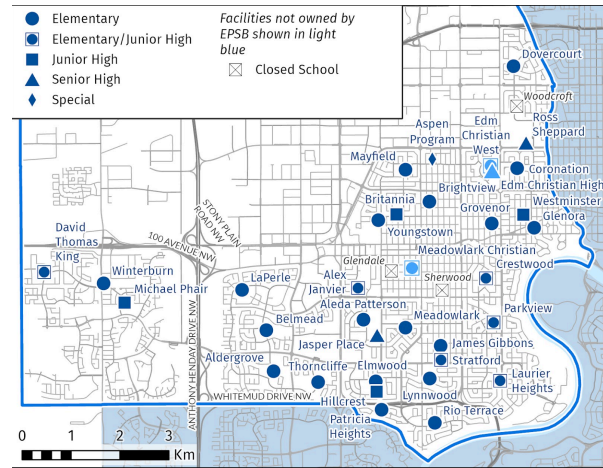 Elementary
Elementary/Junior High
Junior High
Senior High
Special
Facilities not owned by
EPSB shown in light
blue
Closed School
Dovercourt
Woodcroft
Edm
Christian
West
Ross
Sheppard
Aspen
Program
Mayfield
Coronation
Brightview
Edm Christian High
Britannia
Grovenor
Westminster
Glenora
Youngstown
STONY PLAIN
ROAD NW
David
Thomas
King
100 AVENUE NW
Meadowlark Christian
Glendale
Crestwood
Winterburn
Michael Phair
LaPerle
Alex
Janvier
Sherwood
Aleda Patterson
Parkview
Belmead
Meadowlark
Jasper Place
James Gibbons
Aldergrove
Thorncliffe
Elmwood
Stratford
Laurier
Heights
ANTHONY HENDAY DRIVE NW
WHITEMUD DRIVE NW
Lynnwood
Hillcrest
Patricia
Heights
Rio Terrace
0 1 2 3
Km